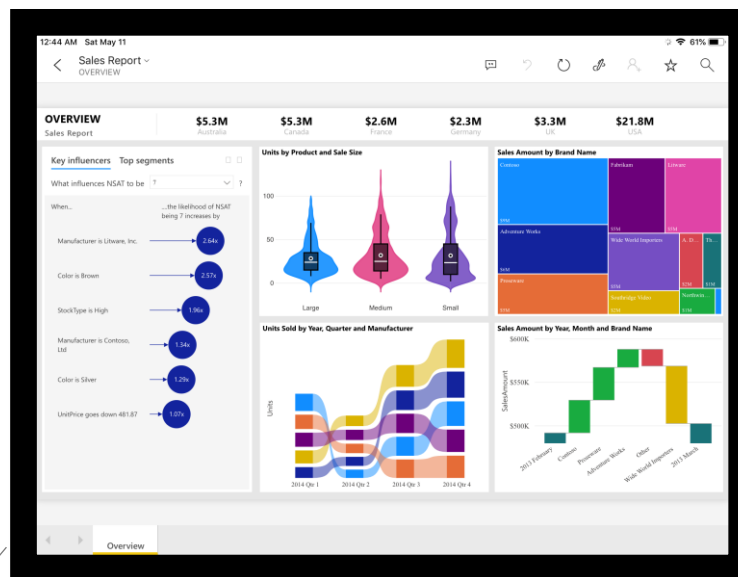 12:44 AM Sat May 11
61%
Sales Report
OVERVIEW
OVERVIEW
Sales Report
$5.3M
Australia
$5.3M
Canada
$2.6M
France
$2.3M
Germany
$3.3M
UK
$21.8M
USA
Key influencers Top segments
What influences NSAT to be
7
?
When...
...the likelihood of NSAT
being 7 increases by
Manufacturer is Litware, Inc.
2.64x
Color is Brown
2.57x
StockType is High
1.96x
Manufacturer is Contoso,
Ltd
1.34x
Color is Silver
1.29x
UnitPrice goes down 481.87
1.07x
Units by Product and Sale Size
100
50
0
Large Medium Small
Sales Amount by Brand Name
Contoso
Fabrikam
Litware
Adventure Works
Wide World Importers
A. D...
Th...
Proseware
Southridge Video
Northwin...
Units Sold by Year, Quarter and Manufacturer
Units
2014 Qtr 1 2014 Qtr 2 2014 Qtr 3 2014 Qtr 4
Sales Amount by Year, Month and Brand Name
$600K
$550K
$500K
SalesAmount
2013 February
Contoso
Proseware
Adventure Works
Other
Wide World Importers
2013 March
Overview